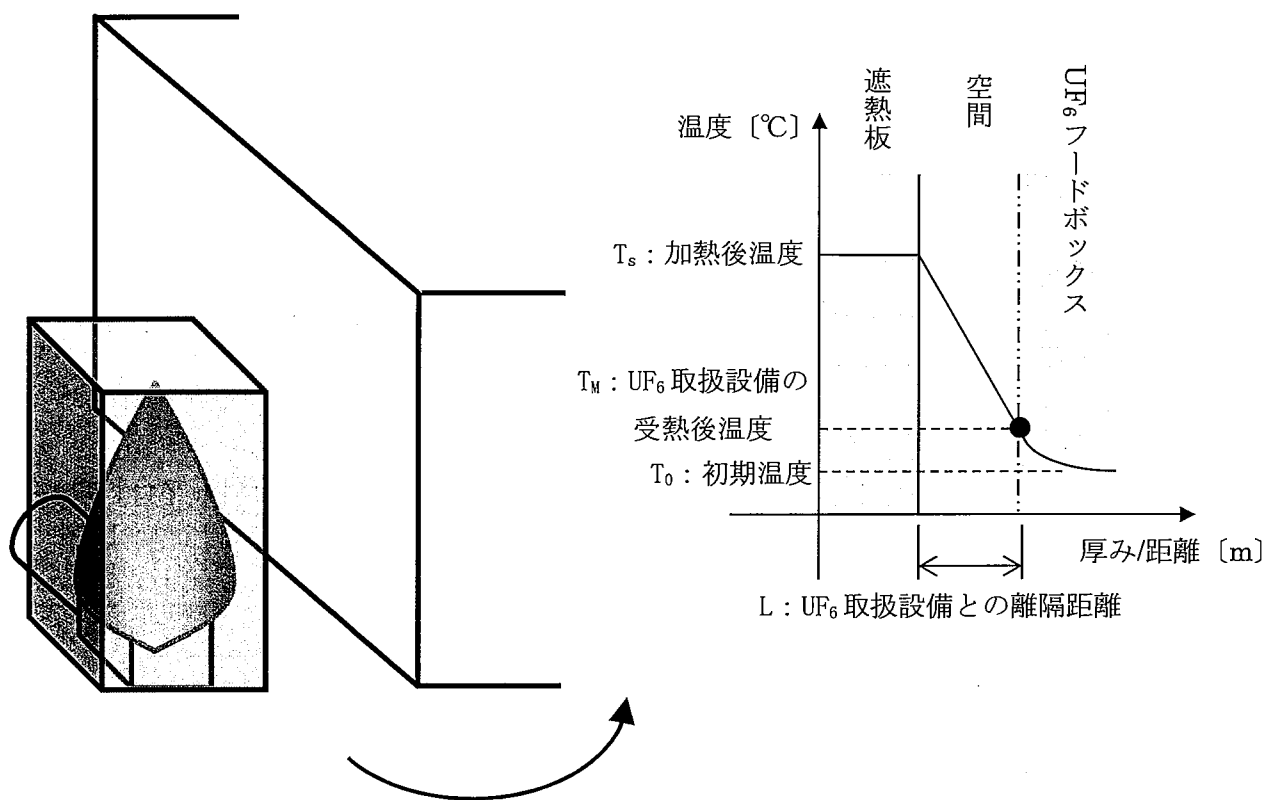 温度〔℃〕
遮熱板
空間
UF₆フードボックス
Tₛ：加熱後温度
T_M：UF₆取扱設備の
受熱後温度
T₀：初期温度
厚み/距離〔m〕
L：UF₆取扱設備との離隔距離